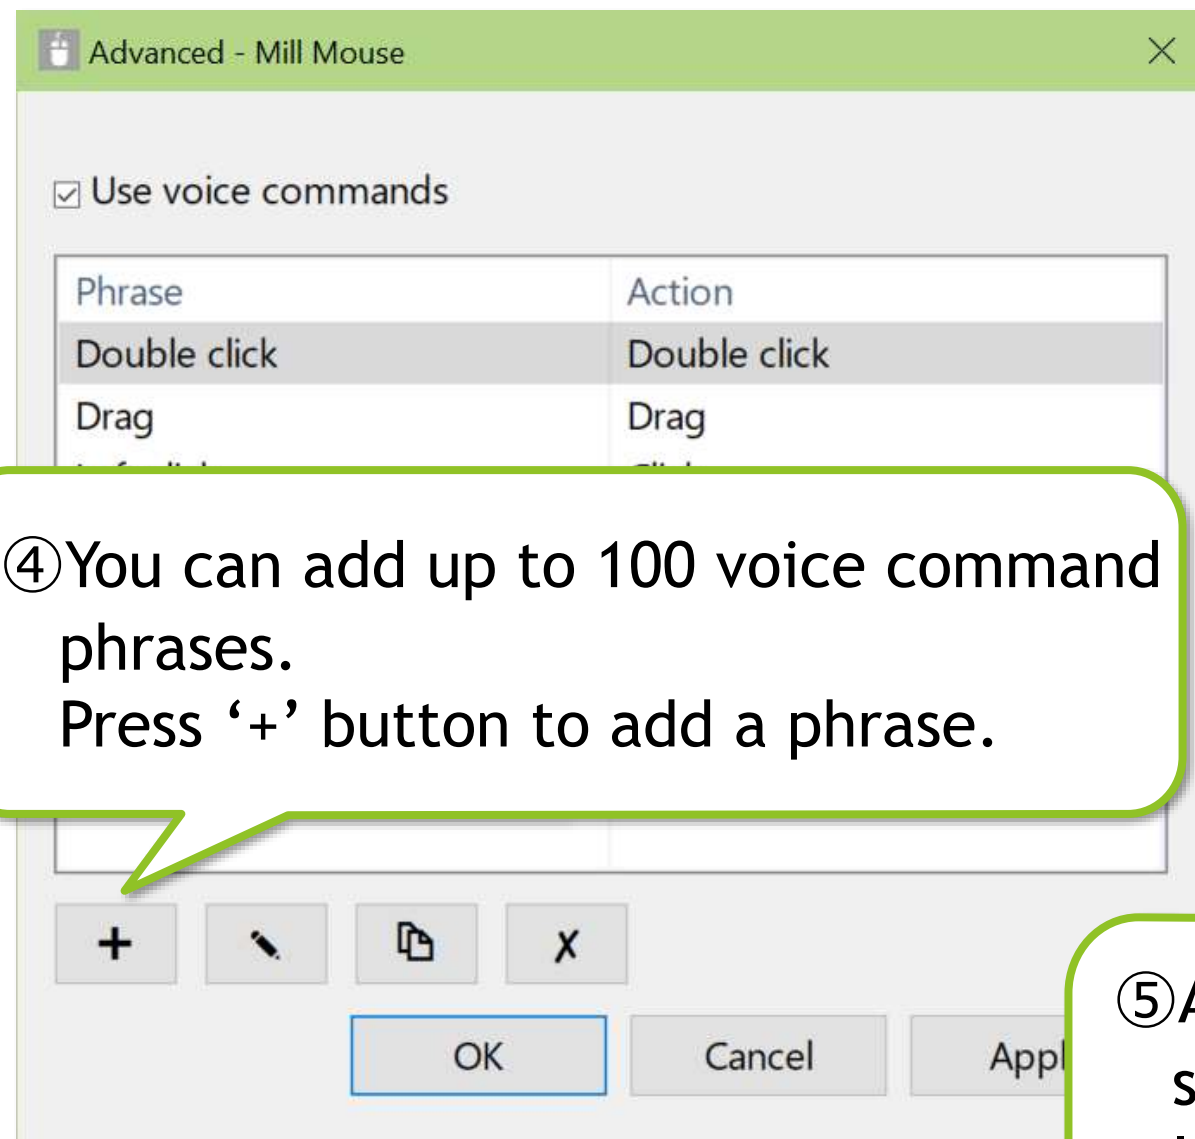 Advanced - Mill Mouse
Use voice commands
Phrase Action
Double click Double click
Drag Drag
④You can add up to 100 voice command
phrases.
Press ‘+’ button to add a phrase.
OK Cancel
⑤